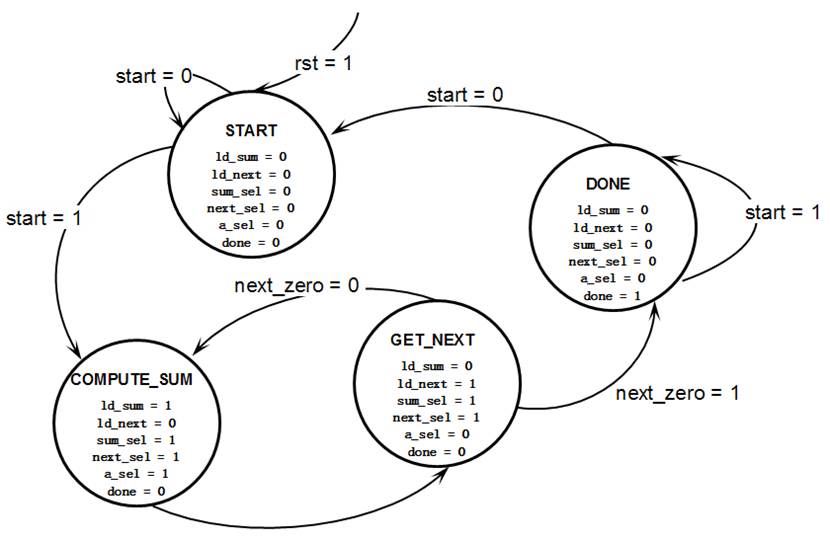 rst = 1
start = 0
START
ld_sum = 0
ld_next = 0
sum_sel = 0
next_sel = 0
a_sel = 0
done = 0
start = 0
DONE
ld_sum = 0
ld_next = 0
sum_sel = 0
next_sel = 0
a_sel = 0
done = 1
start = 1
start = 1
next_zero = 0
GET_NEXT
ld_sum = 0
ld_next = 1
sum_sel = 1
next_sel = 1
a_sel = 0
done = 0
next_zero = 1
COMPUTE_SUM
ld_sum = 1
ld_next = 0
sum_sel = 1
next_sel = 1
a_sel = 1
done = 0